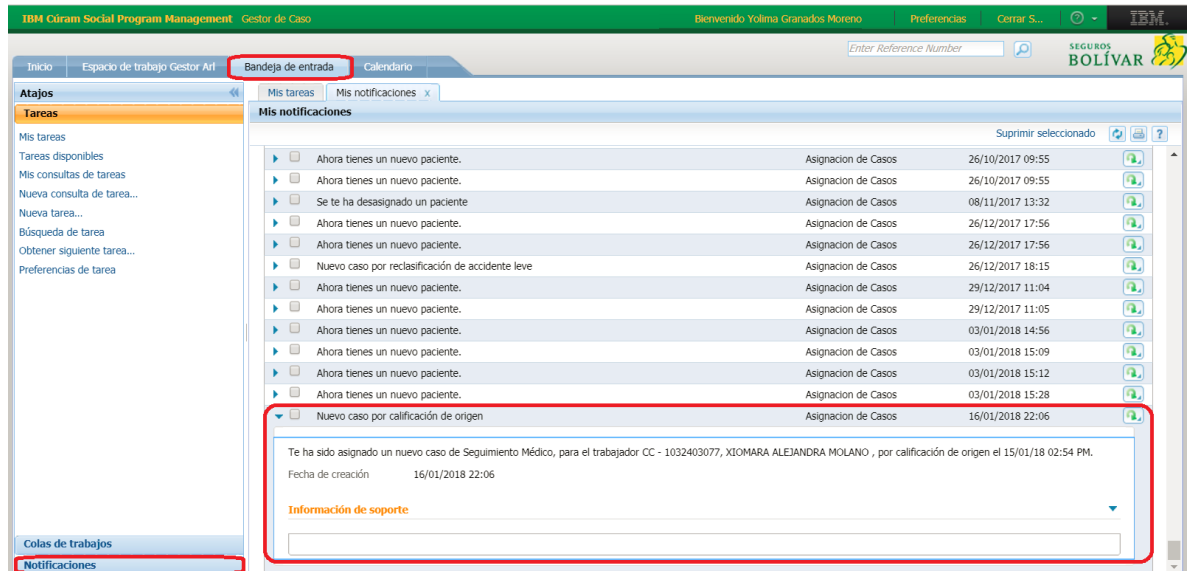 IBM Cúram Social Program Management Gestor de Caso Bienvenido Yolima Granados Moreno Preferencias Cerrar S... IBM.
Enter Reference Number
SEGUROS
BOLÍVAR
Inicio Espacio de trabajo Gestor Arl Bandeja de entrada Calendario
Atajos
Tareas
Mis tareas
Tareas disponibles
Mis consultas de tareas
Nueva consulta de tarea...
Nueva tarea...
Búsqueda de tarea
Obtener siguiente tarea...
Preferencias de tarea
Colas de trabajos
Notificaciones
Mis tareas Mis notificaciones x
Mis notificaciones
Suprimir seleccionado ?
Ahora tienes un nuevo paciente. Asignacion de Casos 26/10/2017 09:55
Ahora tienes un nuevo paciente. Asignacion de Casos 26/10/2017 09:55
Se te ha desasignado un paciente Asignacion de Casos 08/11/2017 13:32
Ahora tienes un nuevo paciente. Asignacion de Casos 26/12/2017 17:56
Ahora tienes un nuevo paciente. Asignacion de Casos 26/12/2017 17:56
Nuevo caso por reclasificación de accidente leve Asignacion de Casos 26/12/2017 18:15
Ahora tienes un nuevo paciente. Asignacion de Casos 29/12/2017 11:04
Ahora tienes un nuevo paciente. Asignacion de Casos 29/12/2017 11:05
Ahora tienes un nuevo paciente. Asignacion de Casos 03/01/2018 14:56
Ahora tienes un nuevo paciente. Asignacion de Casos 03/01/2018 15:09
Ahora tienes un nuevo paciente. Asignacion de Casos 03/01/2018 15:12
Ahora tienes un nuevo paciente. Asignacion de Casos 03/01/2018 15:28
Nuevo caso por calificación de origen Asignacion de Casos 16/01/2018 22:06
Te ha sido asignado un nuevo caso de Seguimiento Médico, para el trabajador CC - 1032403077, XIOMARA ALEJANDRA MOLANO , por calificación de origen el 15/01/18 02:54 PM.
Fecha de creación 16/01/2018 22:06
Información de soporte